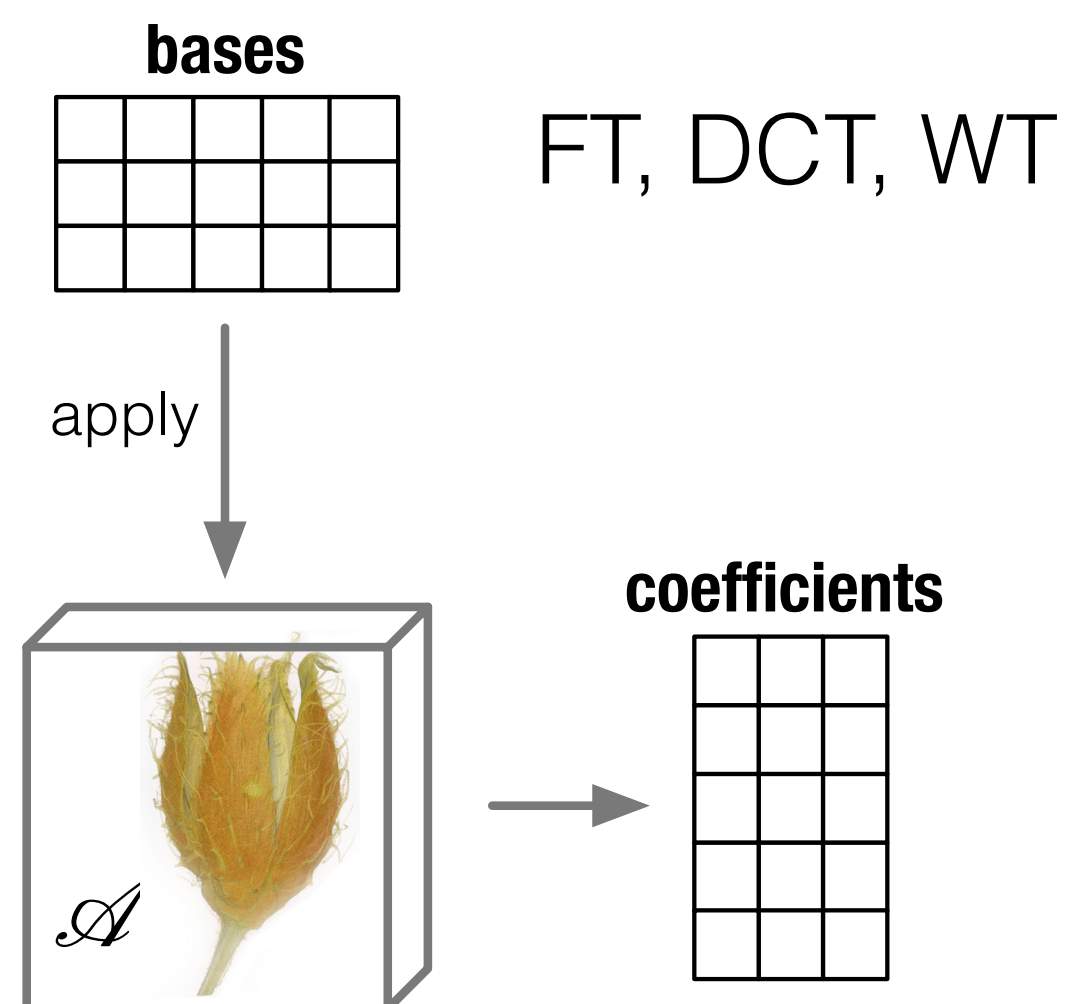 bases
FT, DCT, WT
apply
coefficients
𝒜